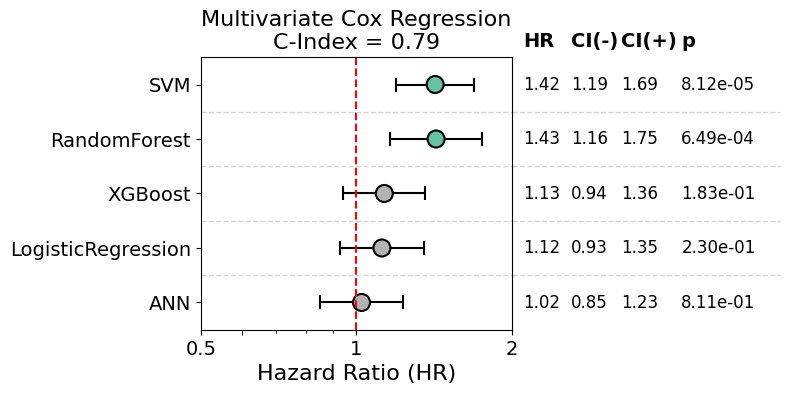 Multivariate Cox Regression
C-Index = 0.79
HR CI(-) CI(+) p
SVM 1.42 1.19 1.69 8.12e-05
RandomForest 1.43 1.16 1.75 6.49e-04
XGBoost 1.13 0.94 1.36 1.83e-01
LogisticRegression 1.12 0.93 1.35 2.30e-01
ANN 1.02 0.85 1.23 8.11e-01
0.5 1 2
Hazard Ratio (HR)